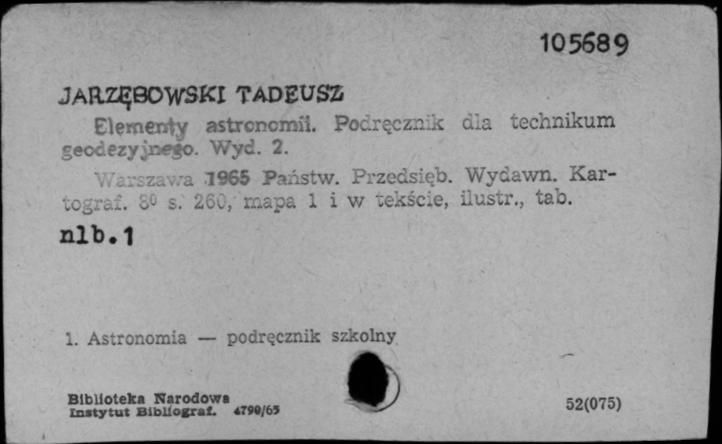 105689
JARZĘBOWSKI TADEUSZ
Elementy astronomii. Podręcznik dla technikum
geodezyjnego. Wyd. 2.
Warszawa 1965 Państw. Przedsięb. Wydawn. Kar-
tograf. 8º s. 260, mapa 1 i w tekście, ilustr., tab.
nlb.1
1. Astronomia — podręcznik szkolny
Biblioteka Narodowa
Instytut Bibliograf. 4790/65
52(075)